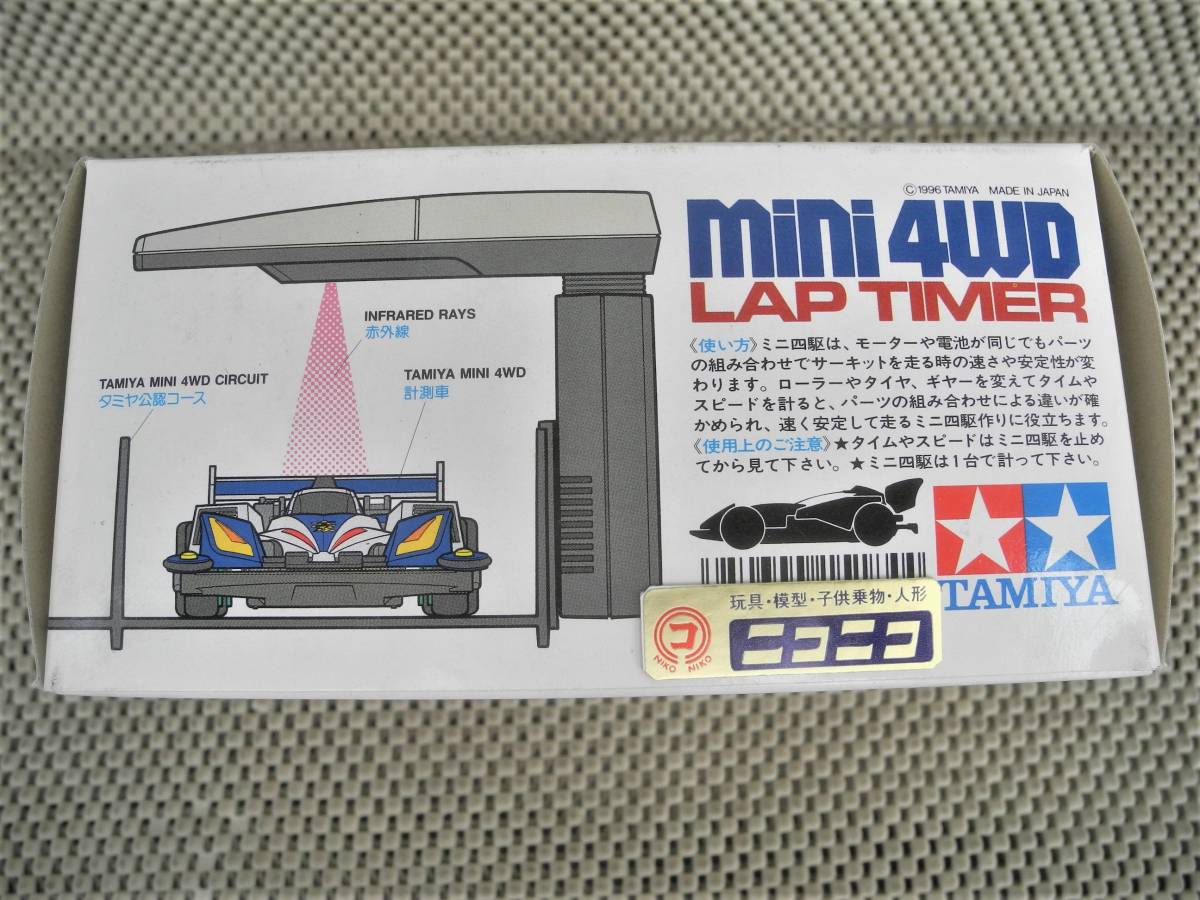 ©1996 TAMIYA MADE IN JAPAN
mini 4WD
LAP TIMER
INFRARED RAYS
赤外線
TAMIYA MINI 4WD CIRCUIT
タミヤ公認コース
TAMIYA MINI 4WD
計測車
《使い方》ミニ四駆は、モーターや電池が同じでもパーツ
の組み合わせでサーキットを走る時の速さや安定性が変
わります。ローラーやタイヤ、ギヤーを変えてタイムや
スピードを計ると、パーツの組み合わせによる違いが確
かめられ、速く安定して走るミニ四駆作りに役立ちます。
《使用上のご注意》★タイムやスピードはミニ四駆を止め
てから見て下さい。★ミニ四駆は1台で計って下さい。
TAMIYA
玩具・模型・子供乗物・人形
コ
NIKO NIKO
ニコニコ